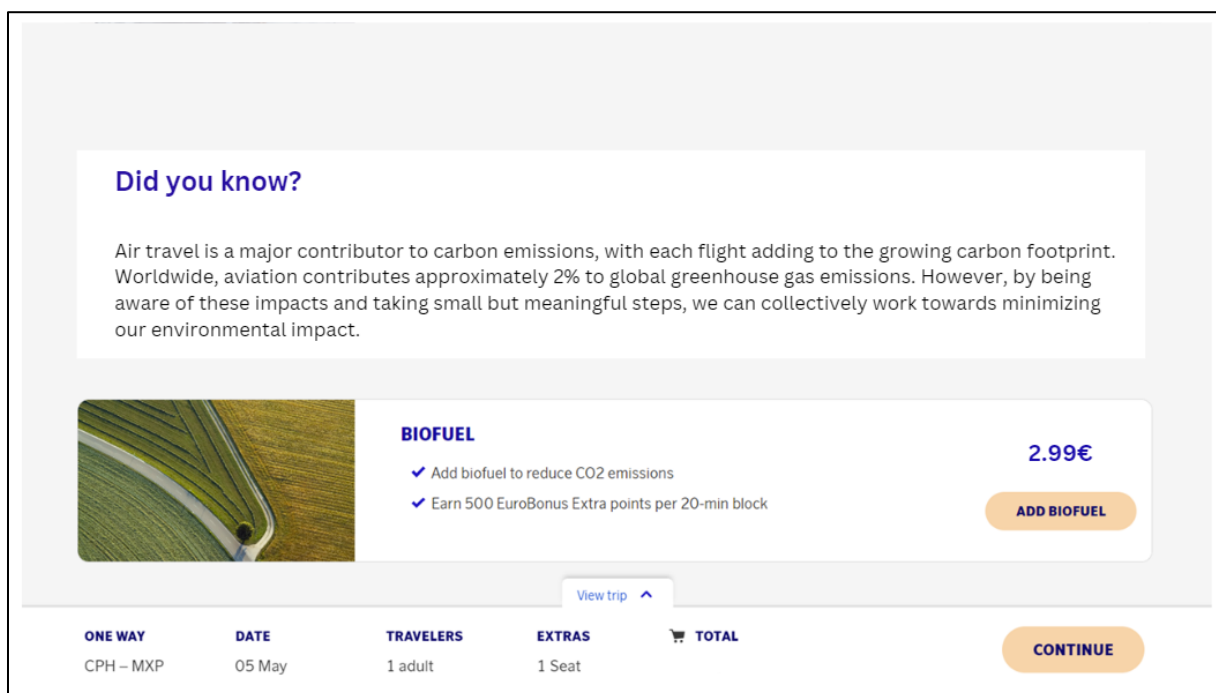 Did you know?
Air travel is a major contributor to carbon emissions, with each flight adding to the growing carbon footprint.
Worldwide, aviation contributes approximately 2% to global greenhouse gas emissions. However, by being
aware of these impacts and taking small but meaningful steps, we can collectively work towards minimizing
our environmental impact.
BIOFUEL
✔ Add biofuel to reduce CO2 emissions
✔ Earn 500 EuroBonus Extra points per 20-min block
2.99€
ADD BIOFUEL
View trip
ONE WAY
CPH – MXP
DATE
05 May
TRAVELERS
1 adult
EXTRAS
1 Seat
TOTAL
CONTINUE